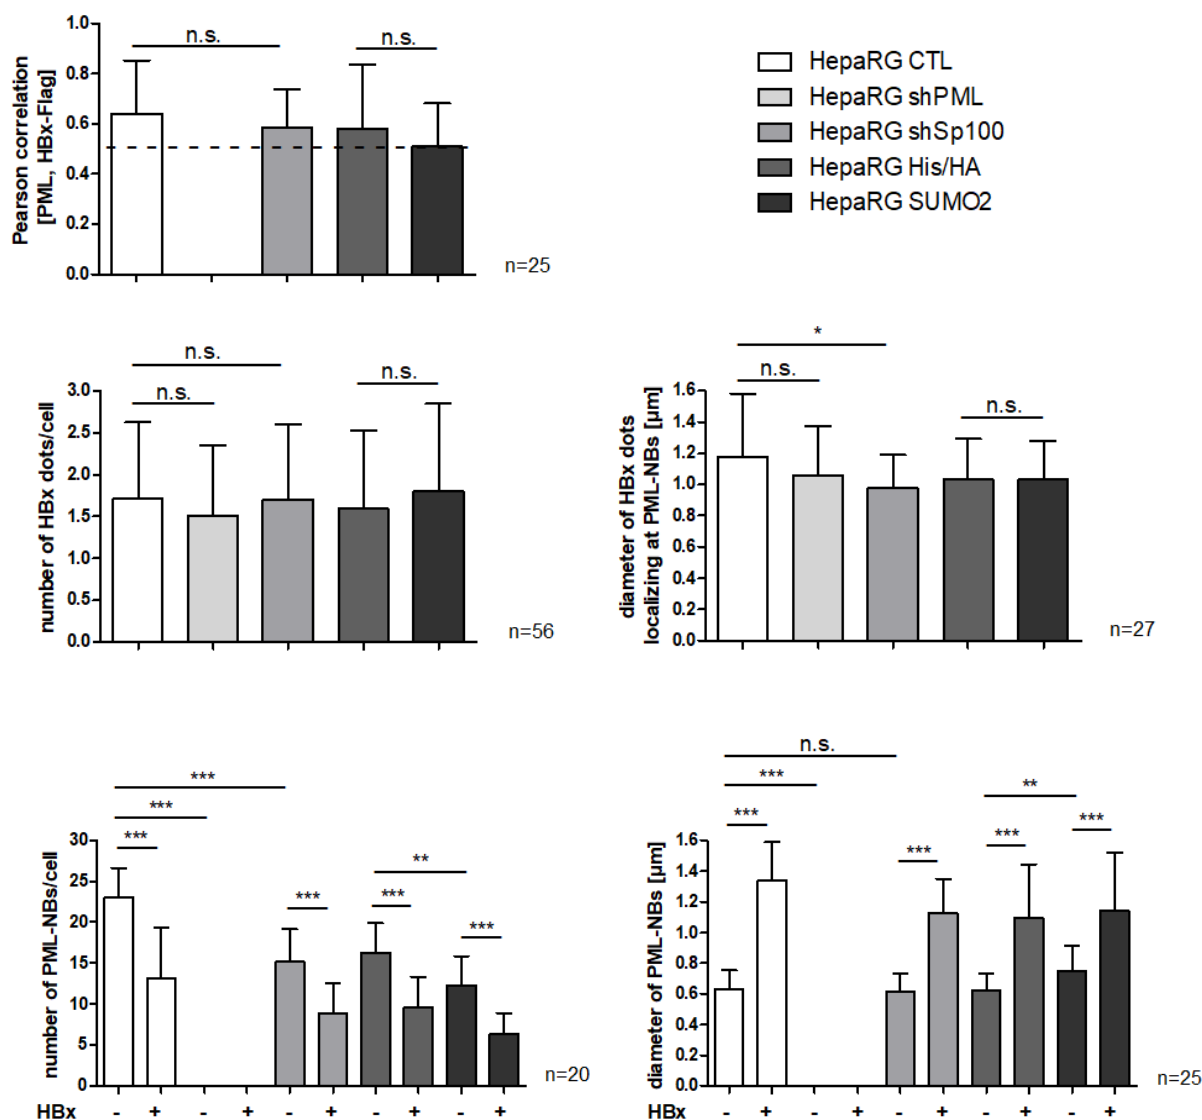 1.0
0.8
0.6
0.4
0.2
0.0
Pearson correlation
[PML, HBx-Flag]
n.s.
n.s.
n=25
HepaRG CTL
HepaRG shPML
HepaRG shSp100
HepaRG His/HA
HepaRG SUMO2
3.0
2.5
2.0
1.5
1.0
0.5
0.0
number of HBx dots/cell
n.s.
n.s.
n.s.
n=56
1.6
1.4
1.2
1.0
0.8
0.6
0.4
0.2
0.0
diameter of HBx dots
localizing at PML-NBs [µm]
*
n.s.
n.s.
n=27
30
25
20
15
10
5
0
number of PML-NBs/cell
***
***
***
***
**
***
***
n=20
HBx - + - + - + - + - +
1.6
1.4
1.2
1.0
0.8
0.6
0.4
0.2
0.0
diameter of PML-NBs [µm]
n.s.
***
***
***
**
***
***
n=25
HBx - + - + - + - + - +